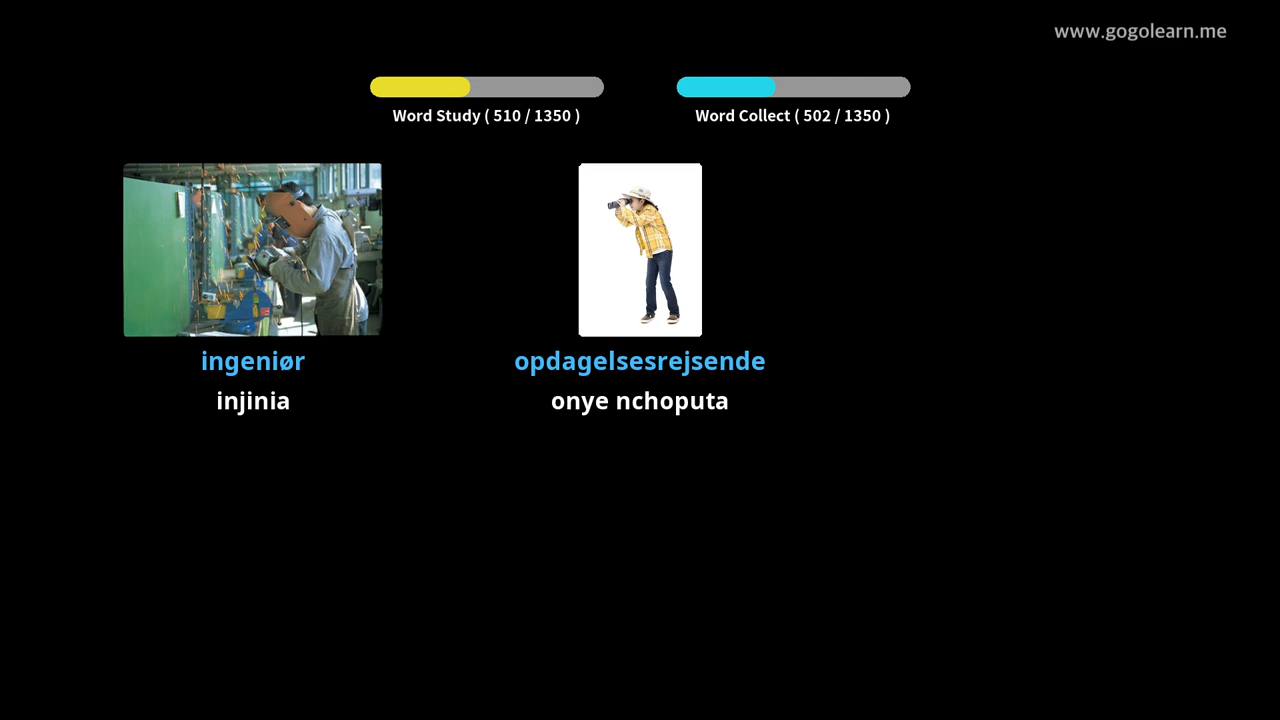 www.gogolearn.me
Word Study ( 510 / 1350 )
Word Collect ( 502 / 1350 )
ingeniør
injinia
opdagelsesrejsende
onye nchoputa